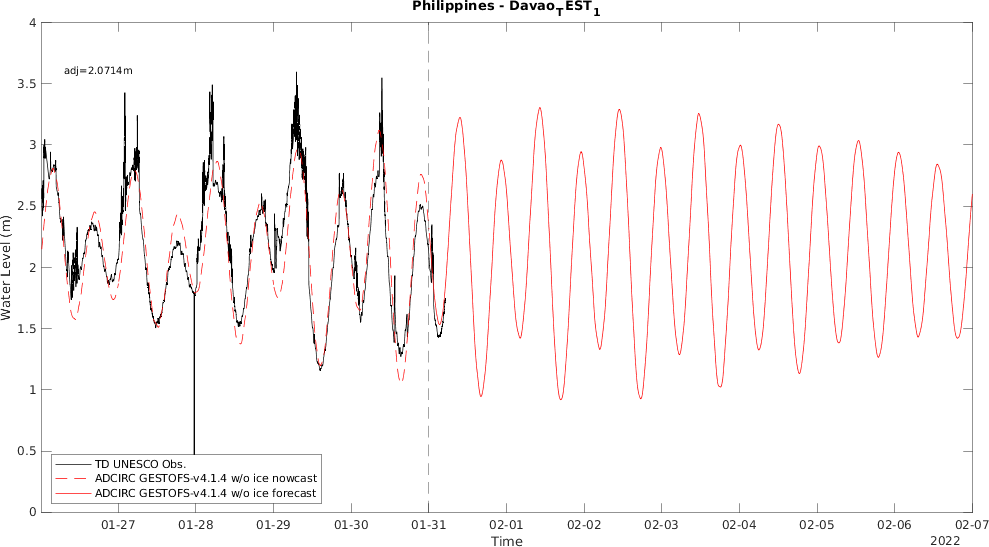 Philippines - Davao_TEST_1
4
adj=2.0714m
3.5
3
2.5
2
1.5
1
0.5
0
Water Level (m)
TD UNESCO Obs.
ADCIRC GESTOFS-v4.1.4 w/o ice nowcast
ADCIRC GESTOFS-v4.1.4 w/o ice forecast
01-27 01-28 01-29 01-30 01-31 02-01 02-02 02-03 02-04 02-05 02-06 02-07
Time
2022